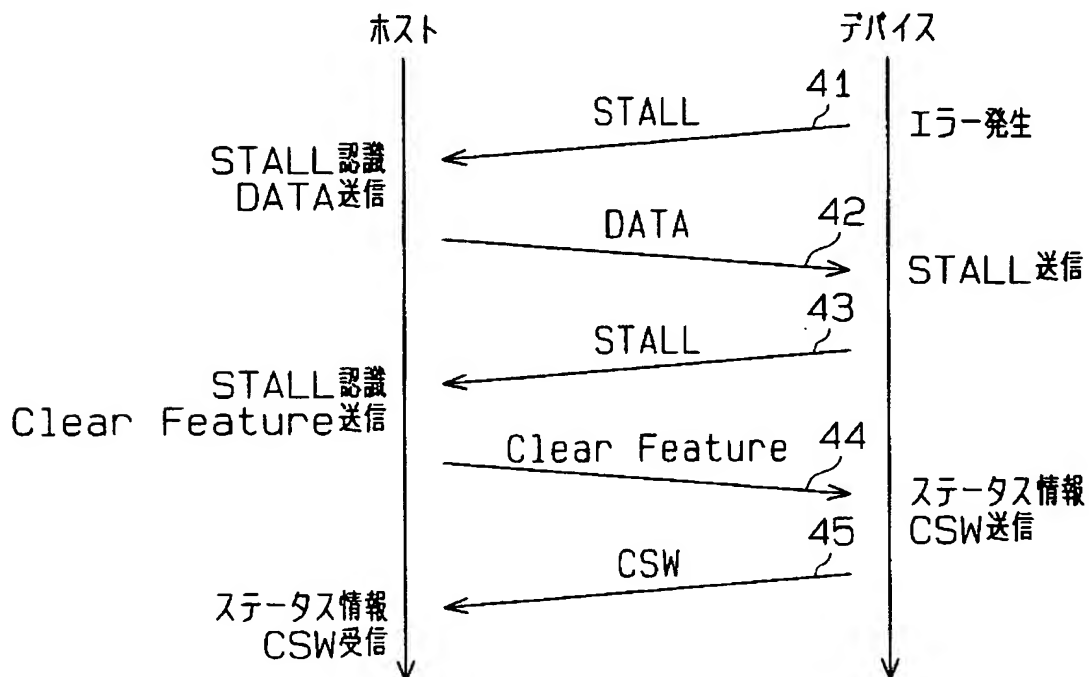 ホスト
デバイス
41
STALL
エラー発生
STALL認識
DATA送信
42
DATA
STALL送信
43
STALL
STALL認識
Clear Feature送信
44
Clear Feature
ステータス情報
CSW送信
45
CSW
ステータス情報
CSW受信